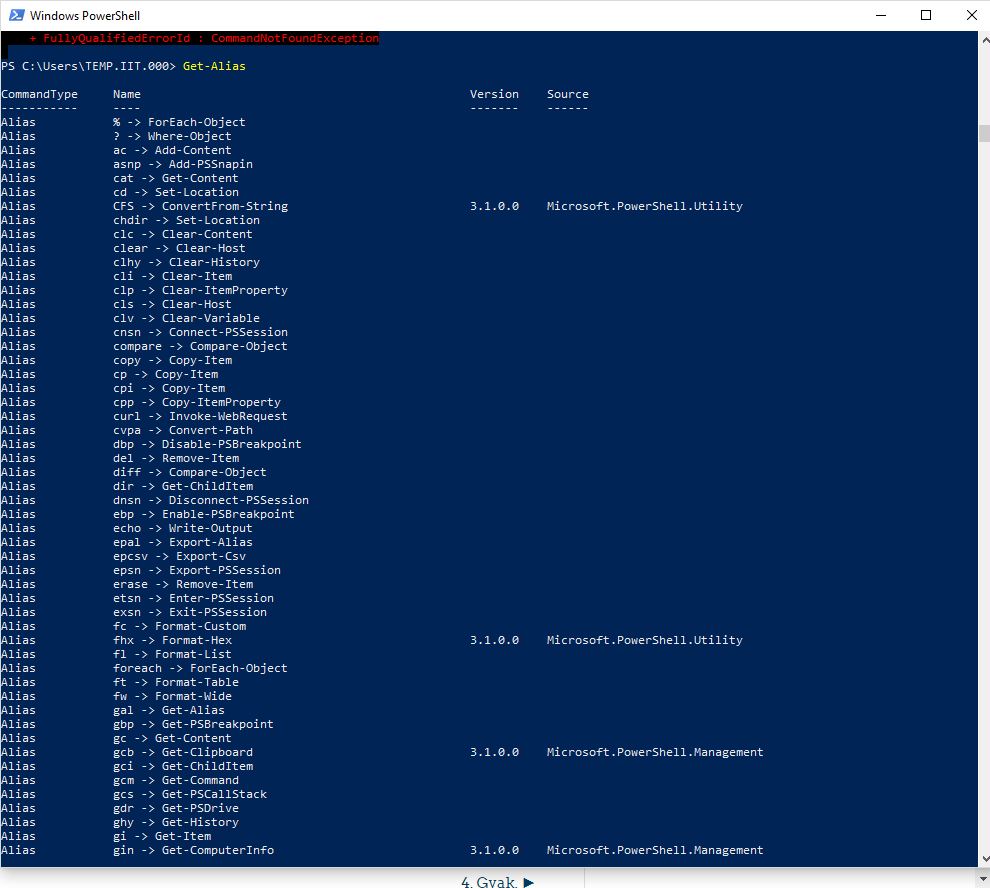 Windows PowerShell
+ FullyQualifiedErrorId : CommandNotFoundException
PS C:\Users\TEMP.IIT.000> Get-Alias
CommandType     Name                                               Version    Source
-----------     ----                                               -------    ------
Alias           % -> ForEach-Object
Alias           ? -> Where-Object
Alias           ac -> Add-Content
Alias           asnp -> Add-PSSnapin
Alias           cat -> Get-Content
Alias           cd -> Set-Location
Alias           CFS -> ConvertFrom-String                          3.1.0.0    Microsoft.PowerShell.Utility
Alias           chdir -> Set-Location
Alias           clc -> Clear-Content
Alias           clear -> Clear-Host
Alias           clhy -> Clear-History
Alias           cli -> Clear-Item
Alias           clp -> Clear-ItemProperty
Alias           cls -> Clear-Host
Alias           clv -> Clear-Variable
Alias           cnsn -> Connect-PSSession
Alias           compare -> Compare-Object
Alias           copy -> Copy-Item
Alias           cp -> Copy-Item
Alias           cpi -> Copy-Item
Alias           cpp -> Copy-ItemProperty
Alias           curl -> Invoke-WebRequest
Alias           cvpa -> Convert-Path
Alias           dbp -> Disable-PSBreakpoint
Alias           del -> Remove-Item
Alias           diff -> Compare-Object
Alias           dir -> Get-ChildItem
Alias           dnsn -> Disconnect-PSSession
Alias           ebp -> Enable-PSBreakpoint
Alias           echo -> Write-Output
Alias           epal -> Export-Alias
Alias           epcsv -> Export-Csv
Alias           epsn -> Export-PSSession
Alias           erase -> Remove-Item
Alias           etsn -> Enter-PSSession
Alias           exsn -> Exit-PSSession
Alias           fc -> Format-Custom
Alias           fhx -> Format-Hex                                  3.1.0.0    Microsoft.PowerShell.Utility
Alias           fl -> Format-List
Alias           foreach -> ForEach-Object
Alias           ft -> Format-Table
Alias           fw -> Format-Wide
Alias           gal -> Get-Alias
Alias           gbp -> Get-PSBreakpoint
Alias           gc -> Get-Content
Alias           gcb -> Get-Clipboard                               3.1.0.0    Microsoft.PowerShell.Management
Alias           gci -> Get-ChildItem
Alias           gcm -> Get-Command
Alias           gcs -> Get-PSCallStack
Alias           gdr -> Get-PSDrive
Alias           ghy -> Get-History
Alias           gi -> Get-Item
Alias           gin -> Get-ComputerInfo                            3.1.0.0    Microsoft.PowerShell.Management
4. Gyak. ►